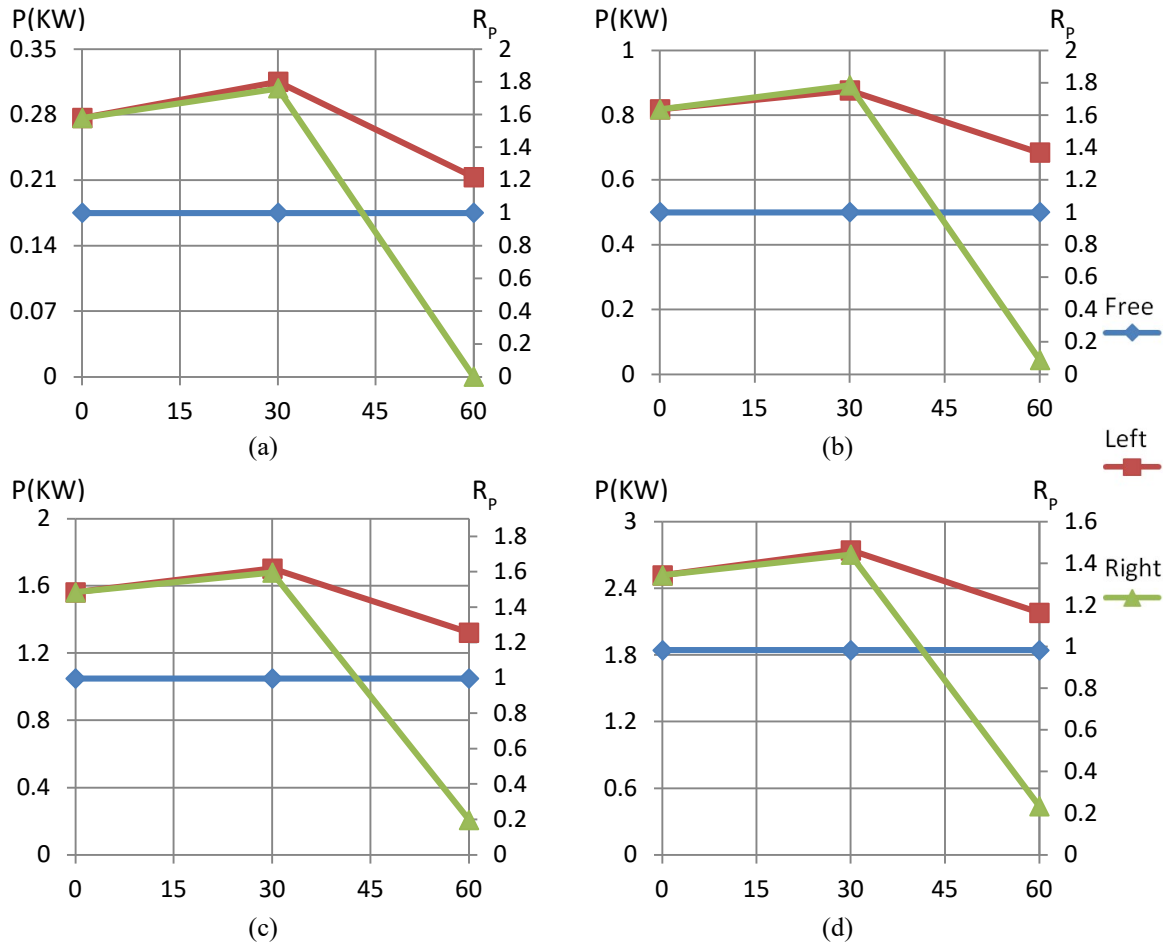 P(KW) R_P
0.35 2
1.8
0.28 1.6
1.4
0.21 1.2
1
0.14 0.8
0.6
0.07 0.4
0.2
0 0
0 15 30 45 60
(a)
P(KW) R_P
1 2
1.8
0.8 1.6
1.4
0.6 1.2
1
0.4 0.8
0.6
0.2 0.4
0.2
0 0
0 15 30 45 60
(b)
Free
Left
Right
P(KW) R_P
2
1.8
1.6 1.6
1.4
1.2 1.2
1
0.8 0.8
0.6
0.4 0.4
0.2
0 0
0 15 30 45 60
(c)
P(KW) R_P
3 1.6
1.4
2.4
1.2
1.8 1
0.8
1.2
0.6
0.6 0.4
0.2
0 0
0 15 30 45 60
(d)